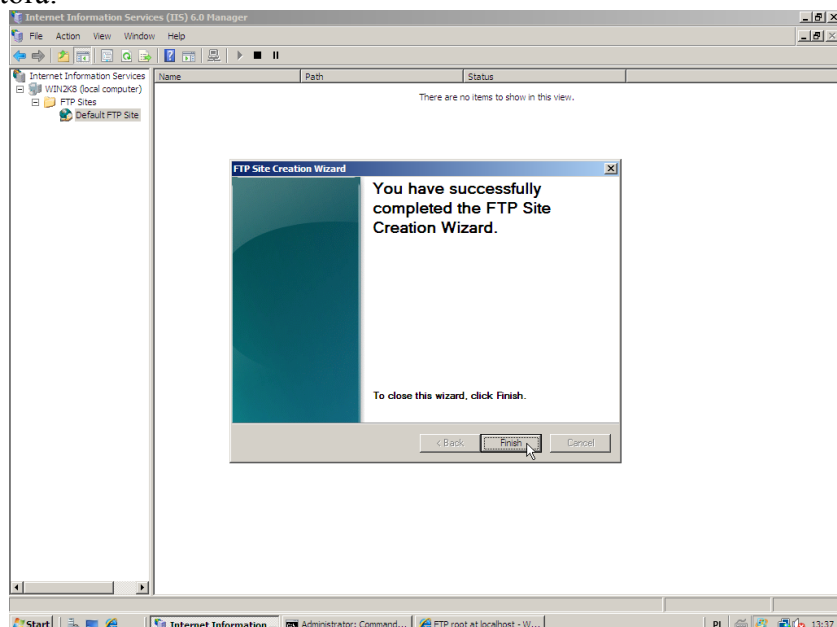 Internet Information Services (IIS) 6.0 Manager
File Action View Window Help
Internet Information Services
WIN2K8 (local computer)
FTP Sites
Default FTP Site
Name Path Status
There are no items to show in this view.
FTP Site Creation Wizard
You have successfully
completed the FTP Site
Creation Wizard.
To close this wizard, click Finish.
< Back Finish Cancel
Start Internet Information... Administrator: Command... FTP root at localhost - W... PL 13:37